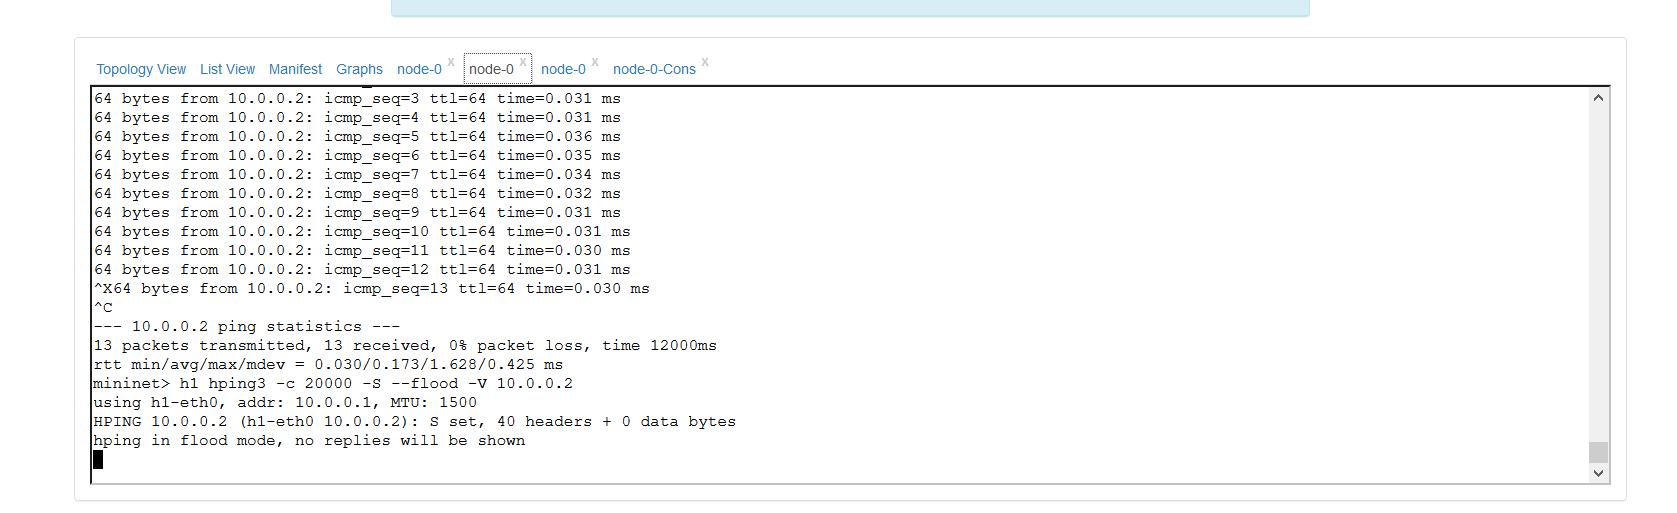 Topology View List View Manifest Graphs node-0 x node-0 x node-0 x node-0-Cons x
64 bytes from 10.0.0.2: icmp_seq=3 ttl=64 time=0.031 ms
64 bytes from 10.0.0.2: icmp_seq=4 ttl=64 time=0.031 ms
64 bytes from 10.0.0.2: icmp_seq=5 ttl=64 time=0.036 ms
64 bytes from 10.0.0.2: icmp_seq=6 ttl=64 time=0.035 ms
64 bytes from 10.0.0.2: icmp_seq=7 ttl=64 time=0.034 ms
64 bytes from 10.0.0.2: icmp_seq=8 ttl=64 time=0.032 ms
64 bytes from 10.0.0.2: icmp_seq=9 ttl=64 time=0.031 ms
64 bytes from 10.0.0.2: icmp_seq=10 ttl=64 time=0.031 ms
64 bytes from 10.0.0.2: icmp_seq=11 ttl=64 time=0.030 ms
64 bytes from 10.0.0.2: icmp_seq=12 ttl=64 time=0.031 ms
^X64 bytes from 10.0.0.2: icmp_seq=13 ttl=64 time=0.030 ms
^C
--- 10.0.0.2 ping statistics ---
13 packets transmitted, 13 received, 0% packet loss, time 12000ms
rtt min/avg/max/mdev = 0.030/0.173/1.628/0.425 ms
mininet> h1 hping3 -c 20000 -S --flood -V 10.0.0.2
using h1-eth0, addr: 10.0.0.1, MTU: 1500
HPING 10.0.0.2 (h1-eth0 10.0.0.2): S set, 40 headers + 0 data bytes
hping in flood mode, no replies will be shown